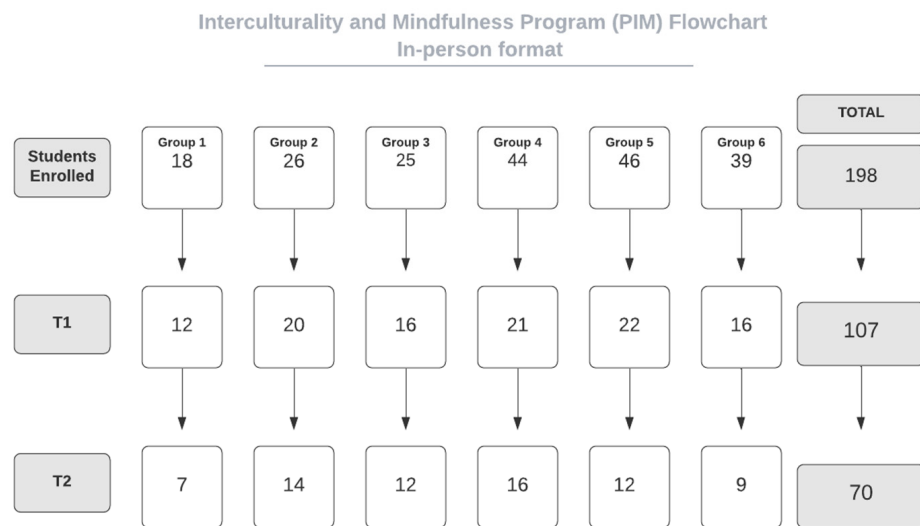 Interculturality and Mindfulness Program (PIM) Flowchart
In-person format
TOTAL
Students
Enrolled
Group 1
18
Group 2
26
Group 3
25
Group 4
44
Group 5
46
Group 6
39
198
T1
12
20
16
21
22
16
107
T2
7
14
12
16
12
9
70